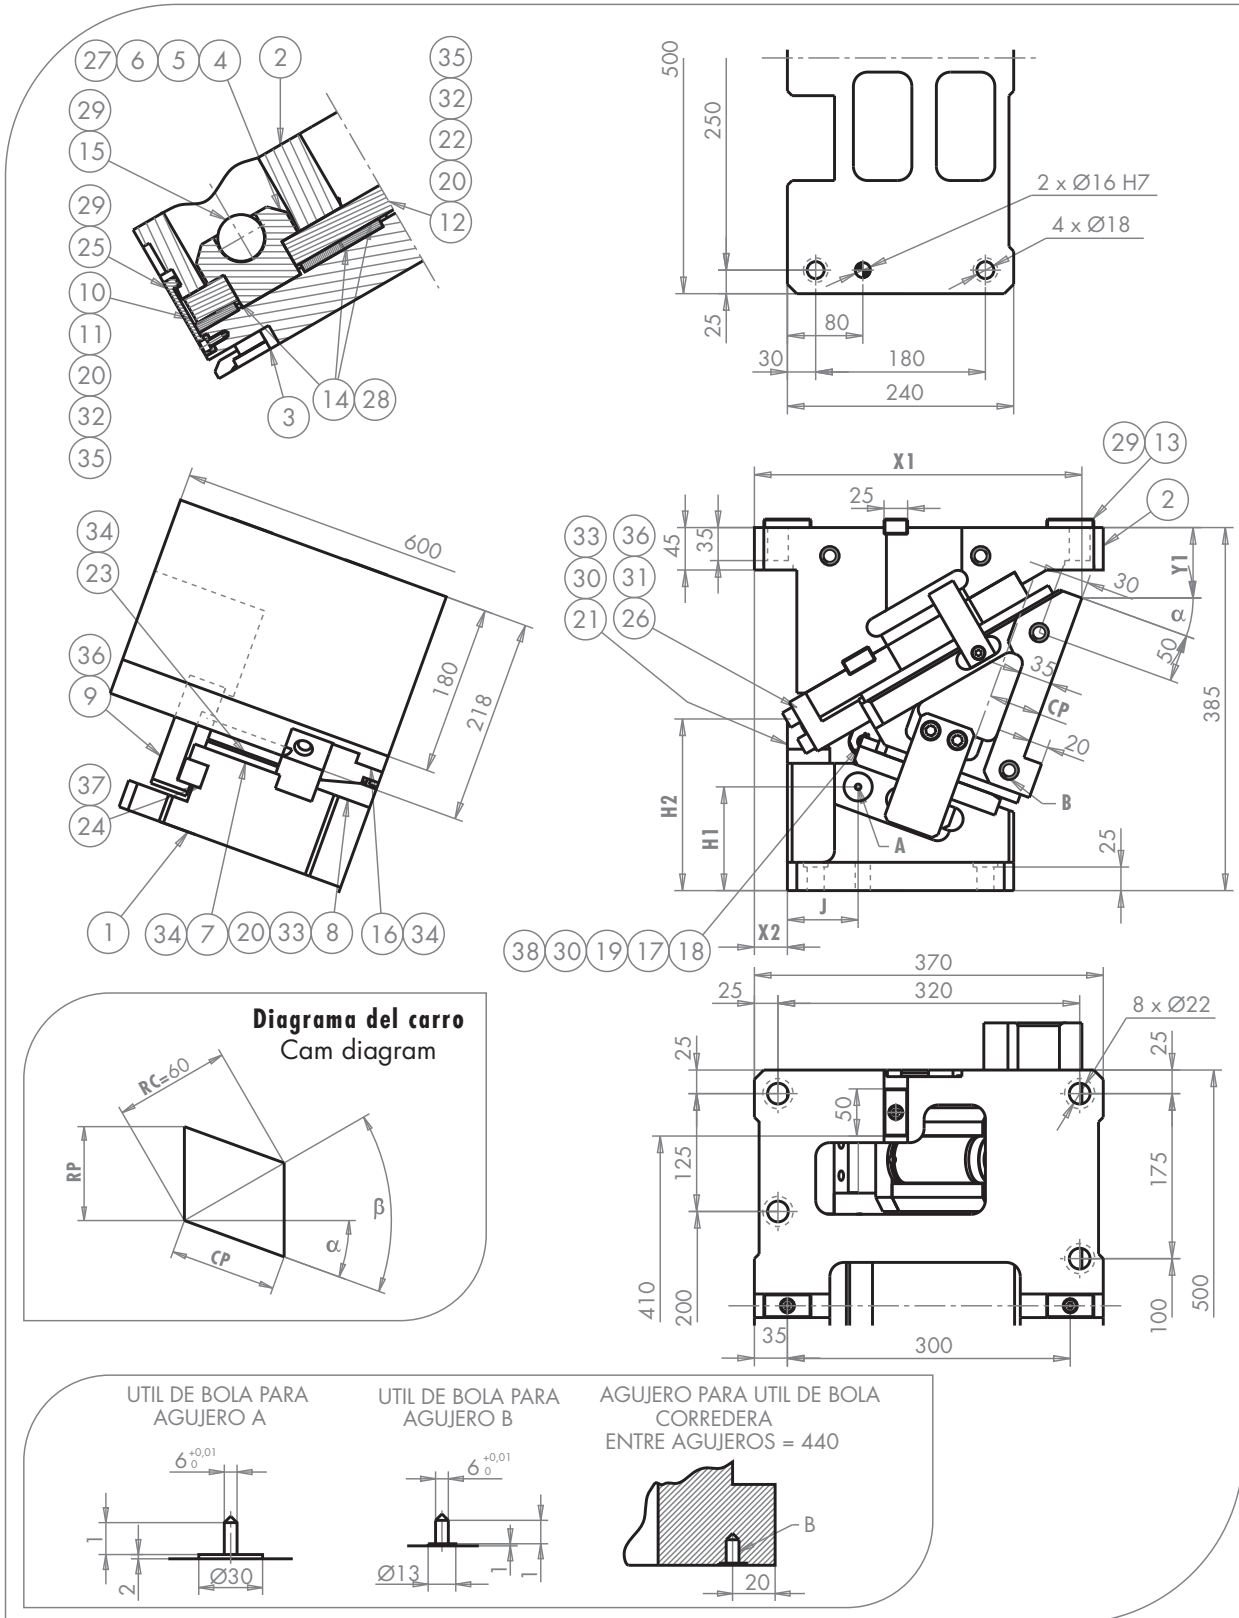 27 6 5 4 2
29
15
29
25
10
11
20
32
35
35
32
22
20
12
3
14 28
500
250
25
2 x Ø16 H7
4 x Ø18
80
30
180
240
600
180
218
34
23
36
9
37
24
1
34 7 20 33 8
16 34
29 13
2
X1
25
45
35
Y1
30
α
50
35
CP
20
385
33 36
30 31
21 26
H2
H1
A
B
25
J
X2
38 30 19 17 18
370
25
320
8 x Ø22
25
25
50
125
175
410
200
100
500
35
300
Diagrama del carro
Cam diagram
RC=60
RP
CP
α
β
UTIL DE BOLA PARA
AGUJERO A
6 +0,01 0
1
2
Ø30
UTIL DE BOLA PARA
AGUJERO B
6 +0,01 0
Ø13
1
1
AGUJERO PARA UTIL DE BOLA
CORREDERA
ENTRE AGUJEROS = 440
B
20